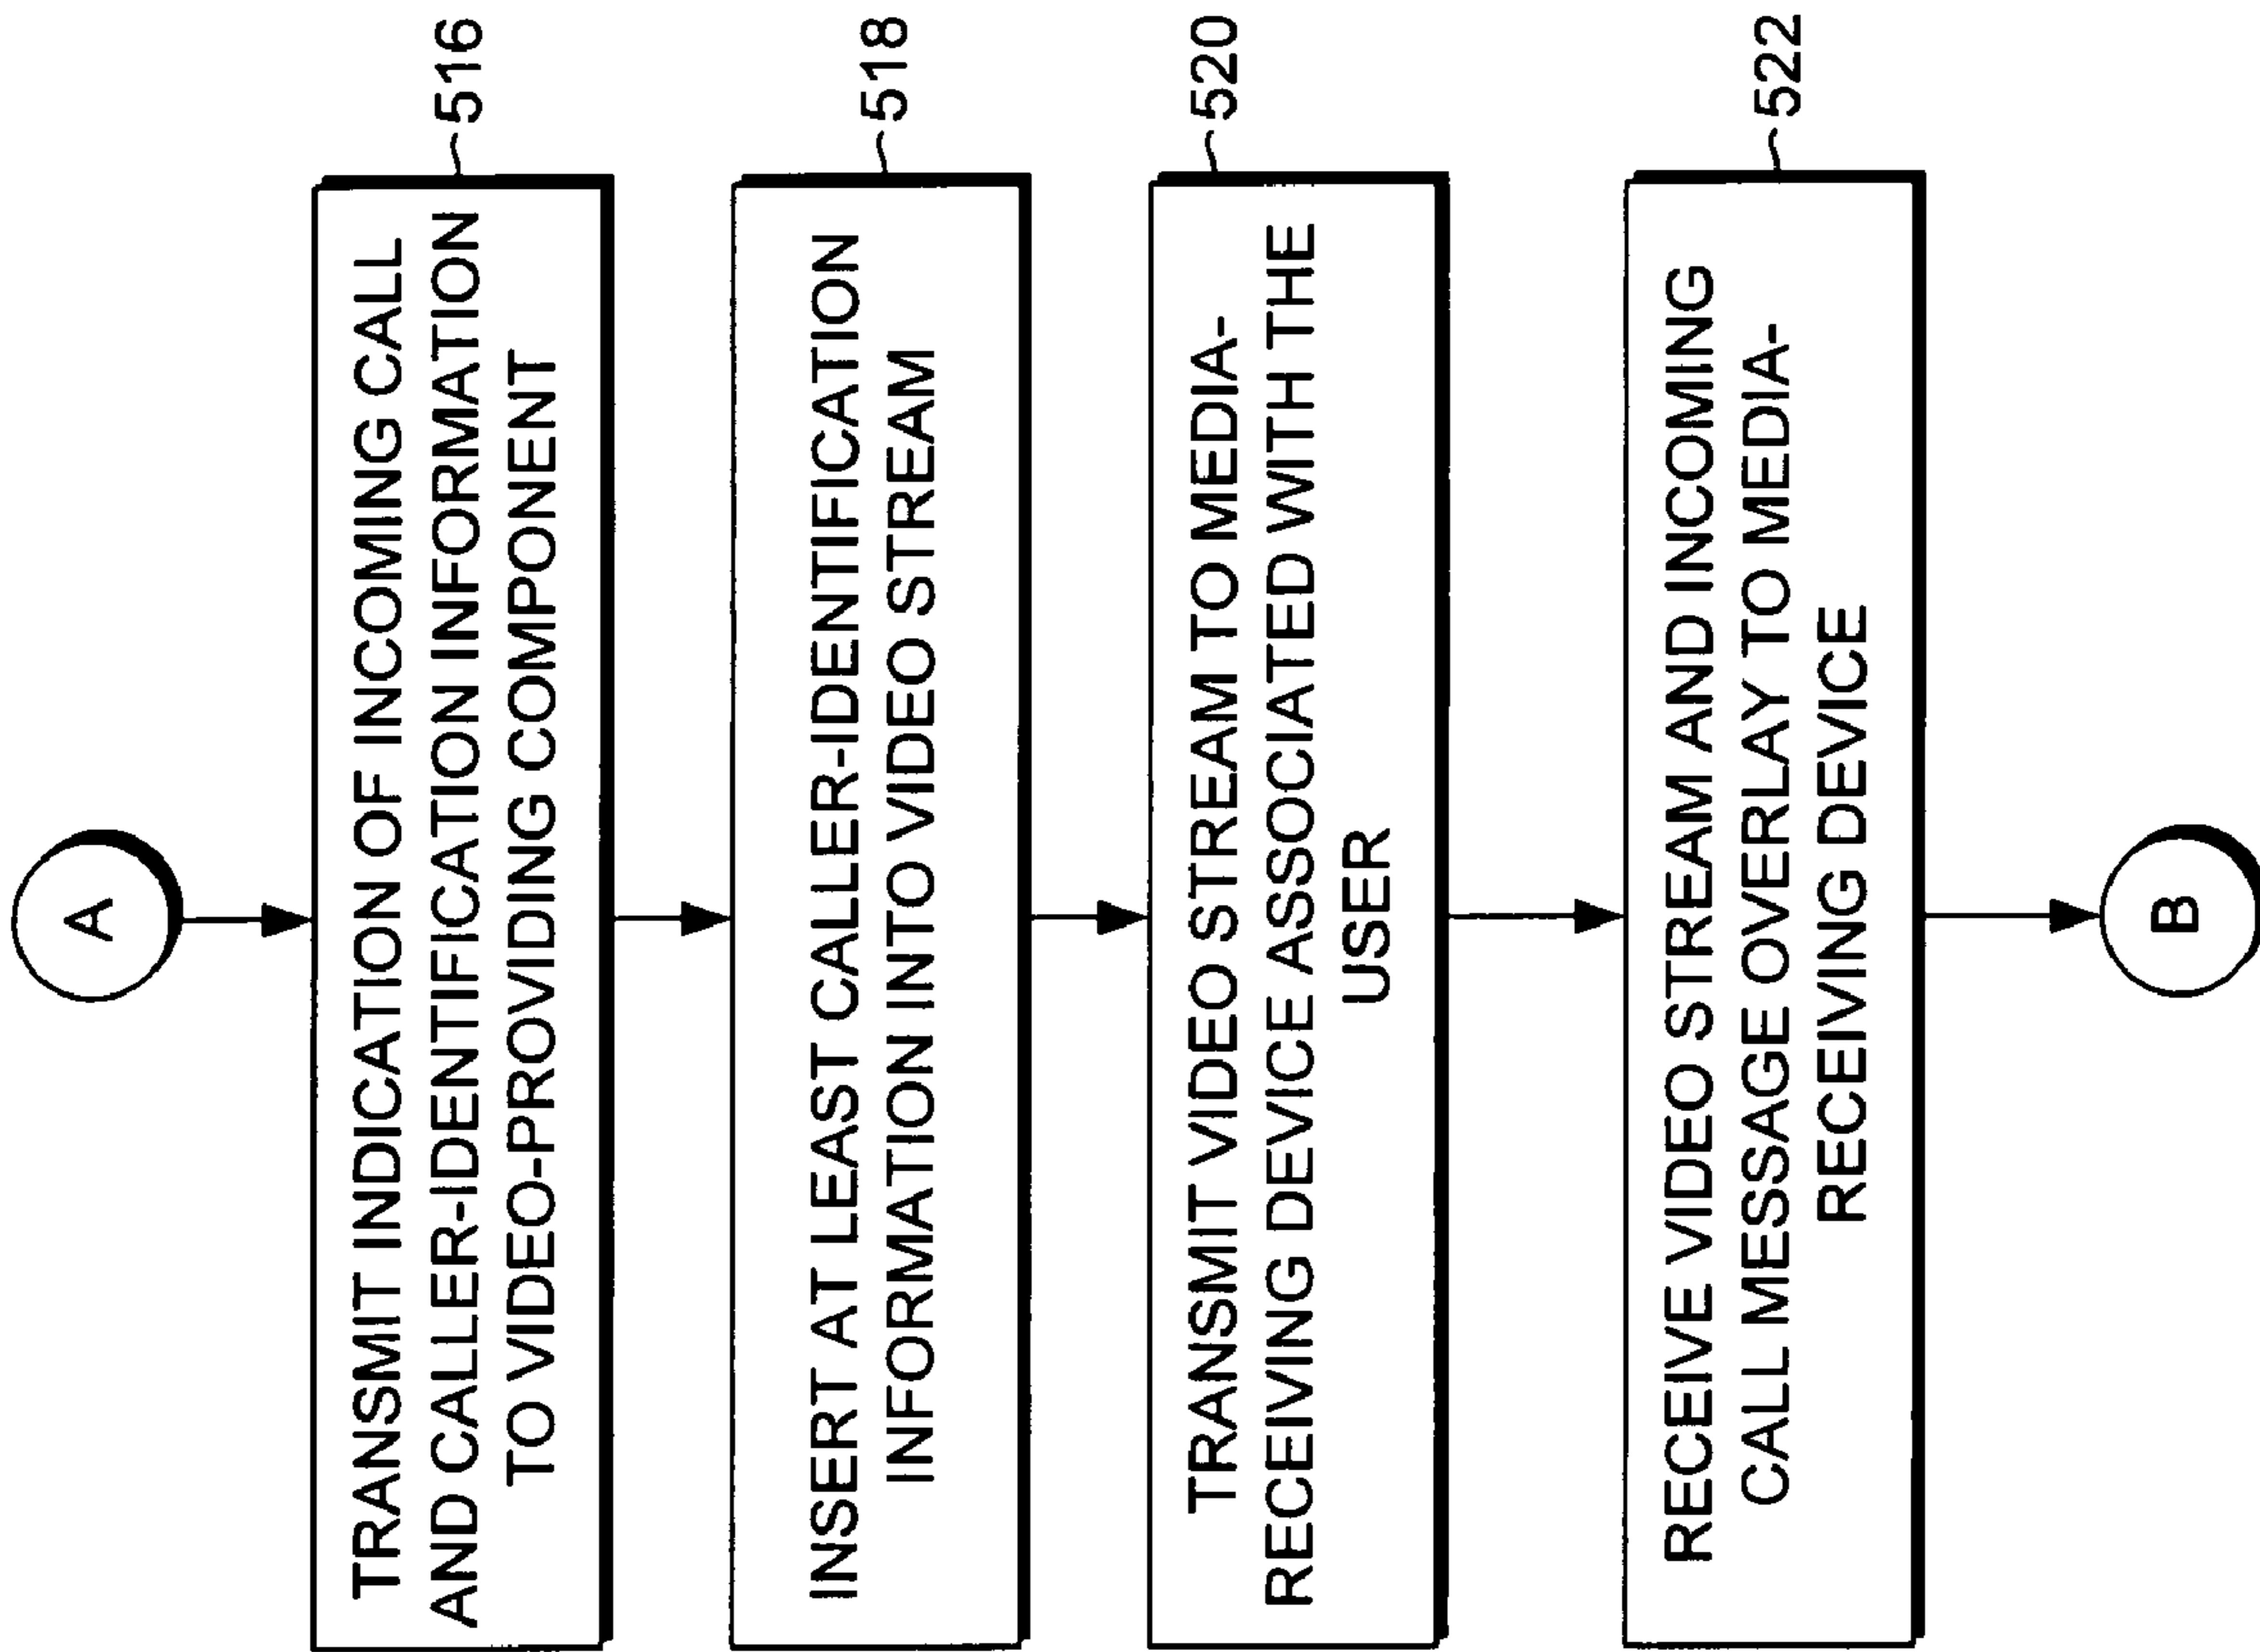 A
TRANSMIT INDICATION OF INCOMING CALL
AND CALLER-IDENTIFICATION INFORMATION
TO VIDEO-PROVIDING COMPONENT
516
INSERT AT LEAST CALLER-IDENTIFICATION
INFORMATION INTO VIDEO STREAM
518
TRANSMIT VIDEO STREAM TO MEDIA-
RECEIVING DEVICE ASSOCIATED WITH THE
USER
520
RECEIVE VIDEO STREAM AND INCOMING
CALL MESSAGE OVERLAY TO MEDIA-
RECEIVING DEVICE
522
B